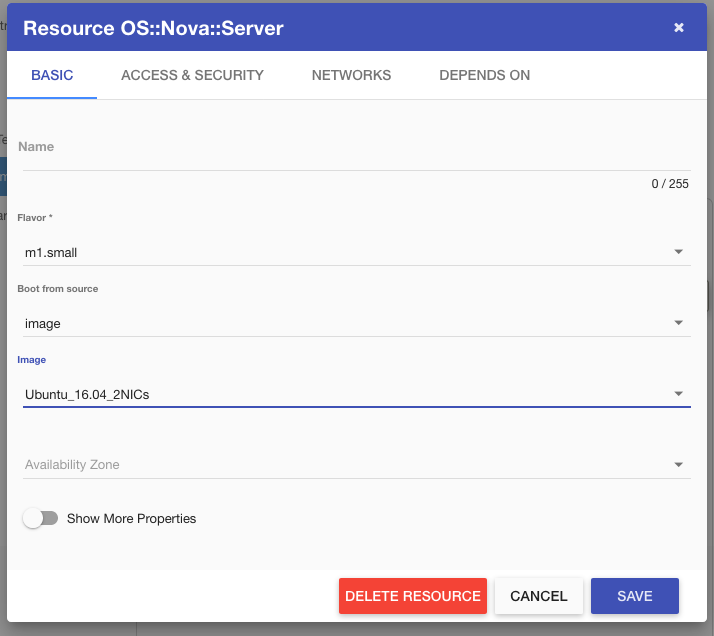 Resource OS::Nova::Server ×
BASIC ACCESS & SECURITY NETWORKS DEPENDS ON
Name
0 / 255
Flavor *
m1.small
Boot from source
image
Image
Ubuntu_16.04_2NICs
Availability Zone
Show More Properties
DELETE RESOURCE CANCEL SAVE